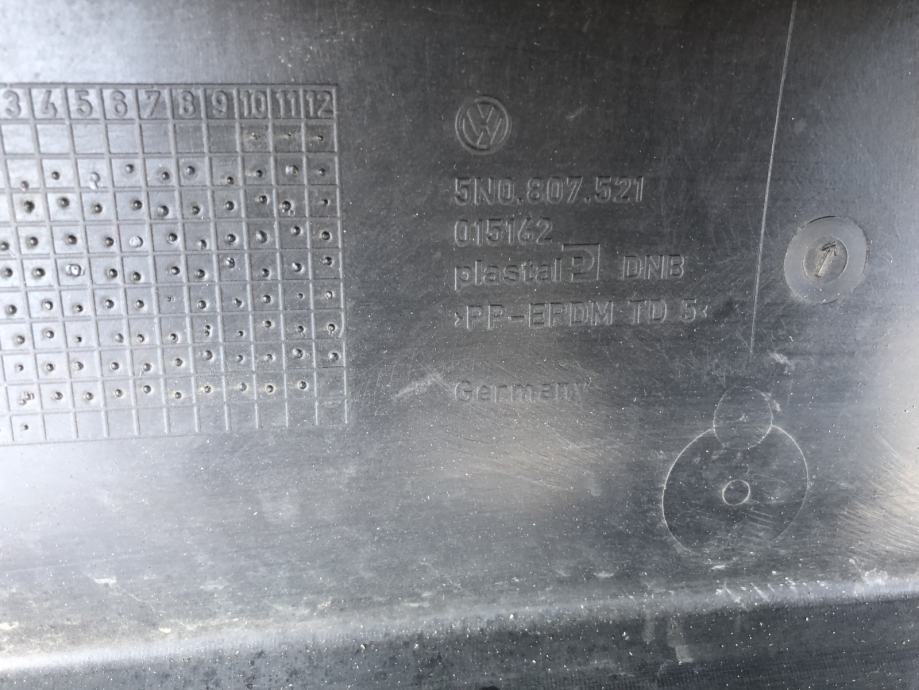 3 4 5 6 7 8 9 10 11 12
5N0.807.521
015162
plastal P DNB
>PP-EPDM TD 5<
Germany